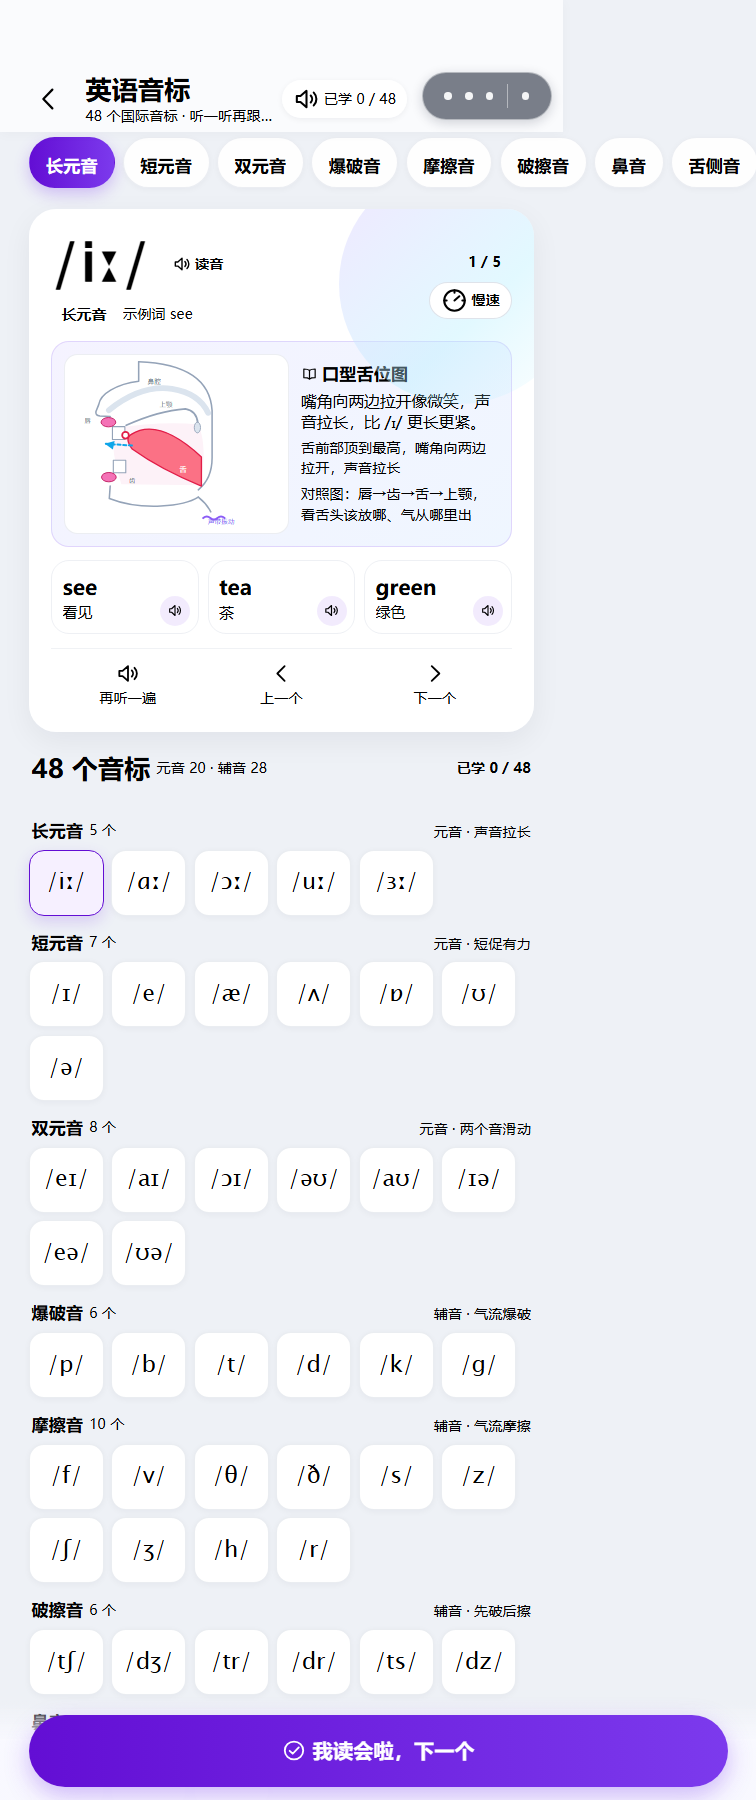 英语音标
48 个国际音标 · 听一听再跟...
已学 0 / 48
长元音
短元音
双元音
爆破音
摩擦音
破擦音
鼻音
舌侧音
/iː/
读音
1 / 5
慢速
长元音 示例词 see
鼻腔
上颚
唇
舌
齿
声带振动
口型舌位图
嘴角向两边拉开像微笑，声
音拉长，比 /ɪ/ 更长更紧。
舌前部顶到最高，嘴角向两边
拉开，声音拉长
对照图：唇→齿→舌→上颚，
看舌头该放哪、气从哪里出
see
看见
tea
茶
green
绿色
再听一遍
上一个
下一个
48 个音标 元音 20 · 辅音 28
已学 0 / 48
长元音 5 个
元音 · 声音拉长
/iː/ /ɑː/ /ɔː/ /uː/ /ɜː/
短元音 7 个
元音 · 短促有力
/ɪ/ /e/ /æ/ /ʌ/ /ɒ/ /ʊ/
/ə/
双元音 8 个
元音 · 两个音滑动
/eɪ/ /aɪ/ /ɔɪ/ /əʊ/ /aʊ/ /ɪə/
/eə/ /ʊə/
爆破音 6 个
辅音 · 气流爆破
/p/ /b/ /t/ /d/ /k/ /g/
摩擦音 10 个
辅音 · 气流摩擦
/f/ /v/ /θ/ /ð/ /s/ /z/
/ʃ/ /ʒ/ /h/ /r/
破擦音 6 个
辅音 · 先破后擦
/tʃ/ /dʒ/ /tr/ /dr/ /ts/ /dz/
我读会啦，下一个